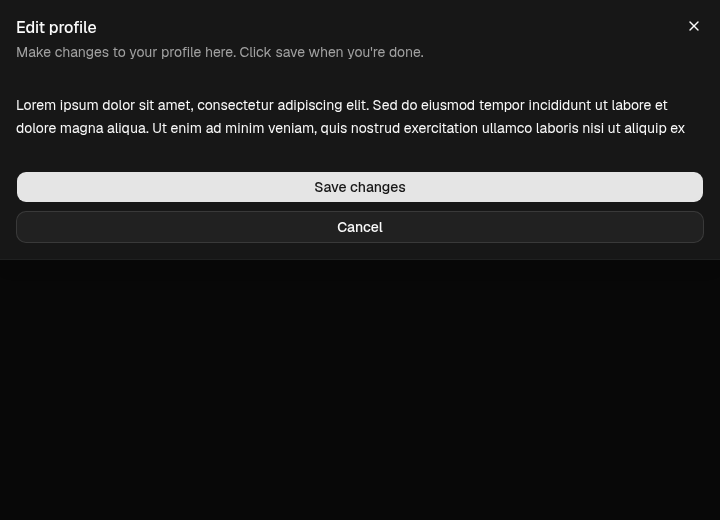 Edit profile
Make changes to your profile here. Click save when you're done.
Lorem ipsum dolor sit amet, consectetur adipiscing elit. Sed do eiusmod tempor incididunt ut labore et
dolore magna aliqua. Ut enim ad minim veniam, quis nostrud exercitation ullamco laboris nisi ut aliquip ex
Save changes
Cancel